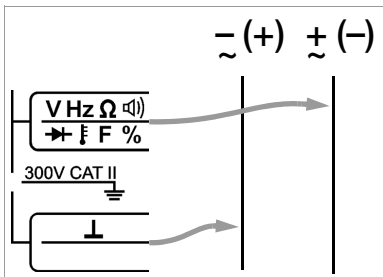 − (+) + (−)
~ ~
V Hz Ω
F %
300V CAT II
⊥